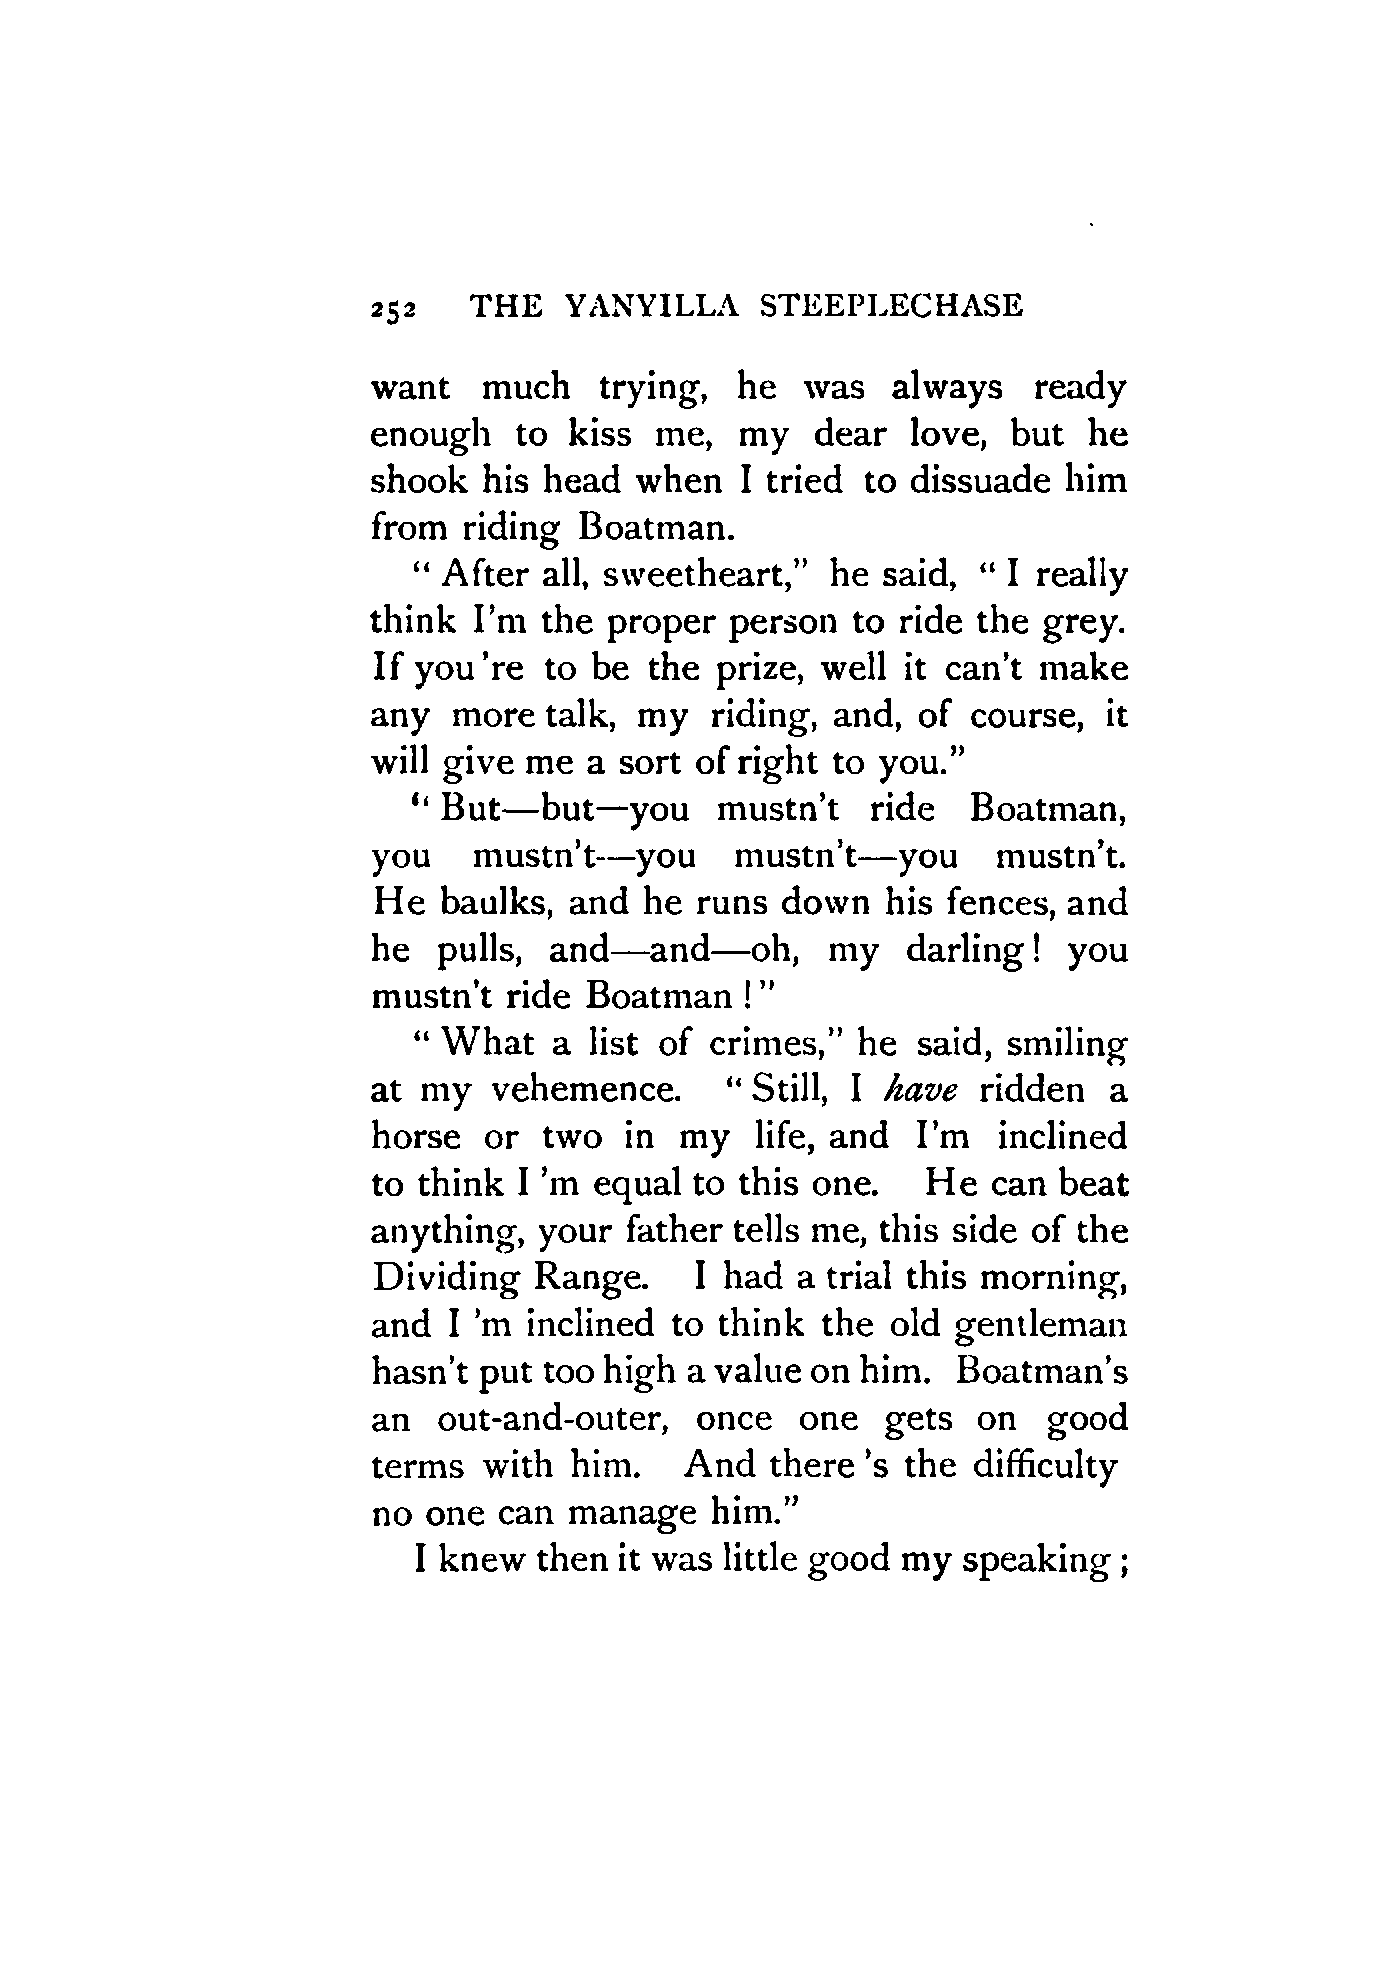 252 THE YANYILLA STEEPLECHASE
want much trying, he was always ready
enough to kiss me, my dear love, but he
shook his head when I tried to dissuade him
from riding Boatman.
" After all, sweetheart," he said, " I really
think I'm the proper person to ride the grey.
If you 're to be the prize, well it can't make
any more talk, my riding, and, of course, it
will give me a sort of right to you."
" But—but—you mustn't ride Boatman,
you mustn't—you mustn't—you mustn't.
He baulks, and he runs down his fences, and
he pulls, and—and—oh, my darling! you
mustn't ride Boatman !"
" What a list of crimes," he said, smiling
at my vehemence. " Still, I have ridden a
horse or two in my life, and I'm inclined
to think I 'm equal to this one. He can beat
anything, your father tells me, this side of the
Dividing Range. I had a trial this morning,
and I 'm inclined to think the old gentleman
hasn't put too high a value on him. Boatman's
an out-and-outer, once one gets on good
terms with him. And there 's the difficulty
no one can manage him."
I knew then it was little good my speaking ;